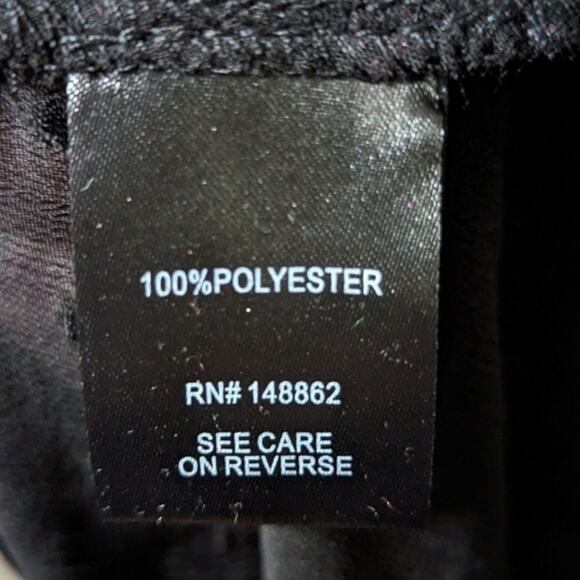 100%POLYESTER
RN# 148862
SEE CARE
ON REVERSE